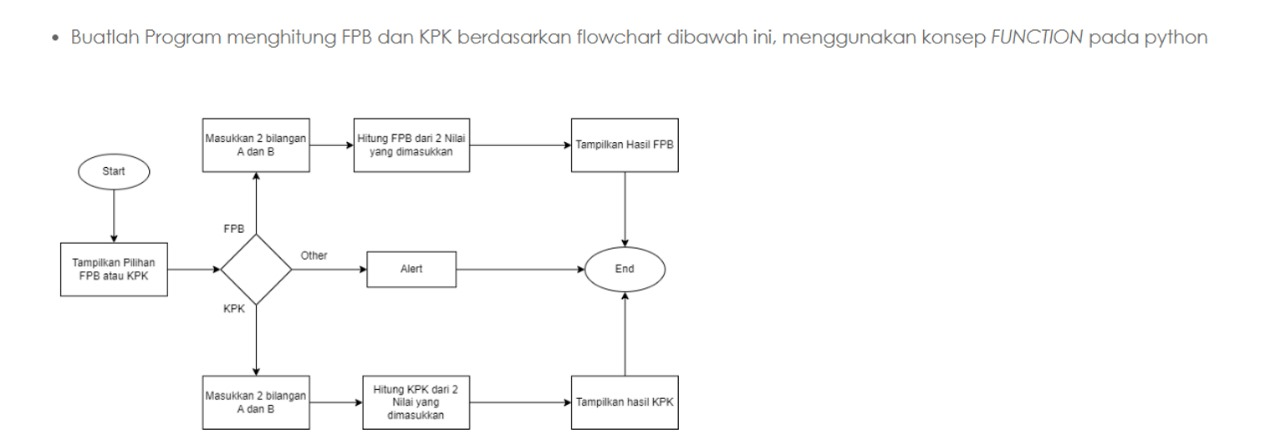 • Buatlah Program menghitung FPB dan KPK berdasarkan flowchart dibawah ini, menggunakan konsep FUNCTION pada python
Start
Tampilkan Pilihan
FPB atau KPK
FPB
Masukkan 2 bilangan
A dan B
Hitung FPB dari 2 Nilai
yang dimasukkan
Tampilkan Hasil FPB
Other
Alert
End
KPK
Masukkan 2 bilangan
A dan B
Hitung KPK dari 2
Nilai yang
dimasukkan
Tampilkan hasil KPK